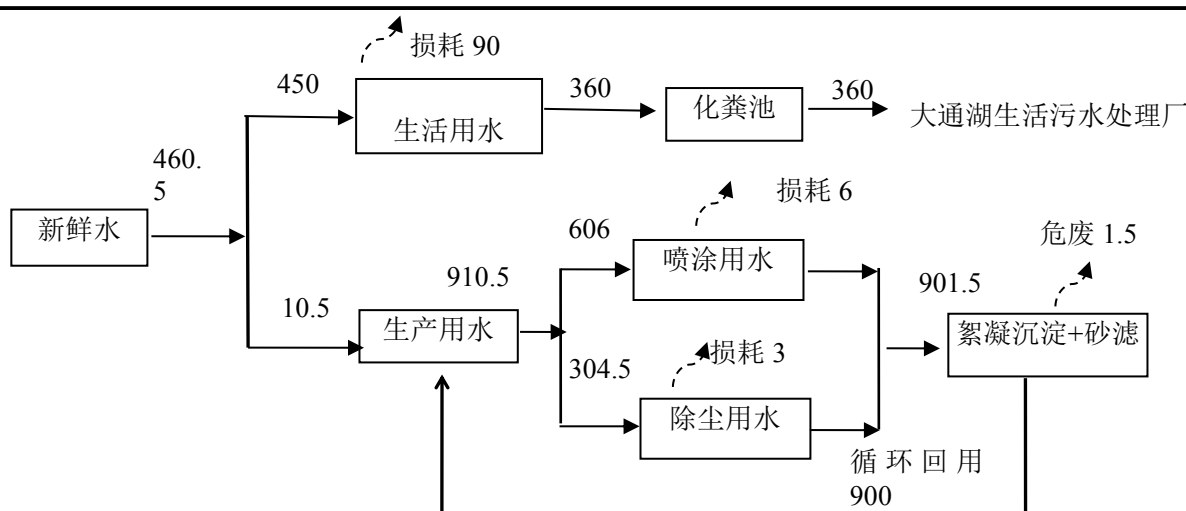 损耗 90
450
生活用水
360
化粪池
360
大通湖生活污水处理厂
460.
5
新鲜水
损耗 6
606
喷涂用水
危废 1.5
901.5
絮凝沉淀+砂滤
10.5
生产用水
910.5
304.5
损耗 3
除尘用水
循环回用
900